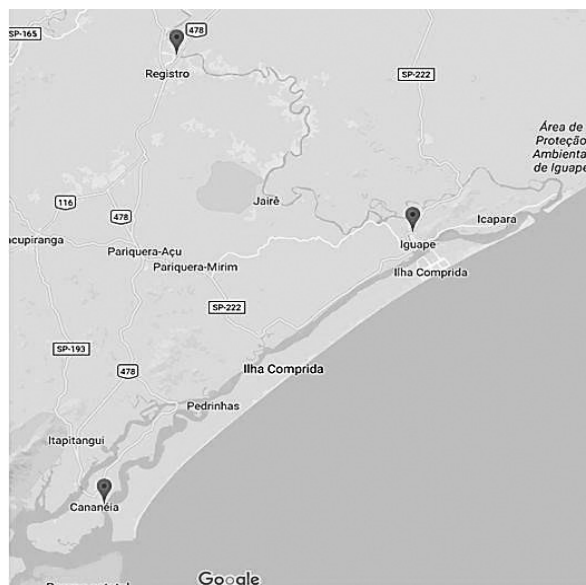 SP-165
478
Registro
SP-222
Área de
Proteção
Ambienta
de Iguape
Jairê
116
478
Icapara
Iguape
acupiranga
Pariquera-Açu
Pariquera-Mirim
Ilha Comprida
SP-222
SP-193
478
Ilha Comprida
Pedrinhas
Itapitangui
Cananéia
Google